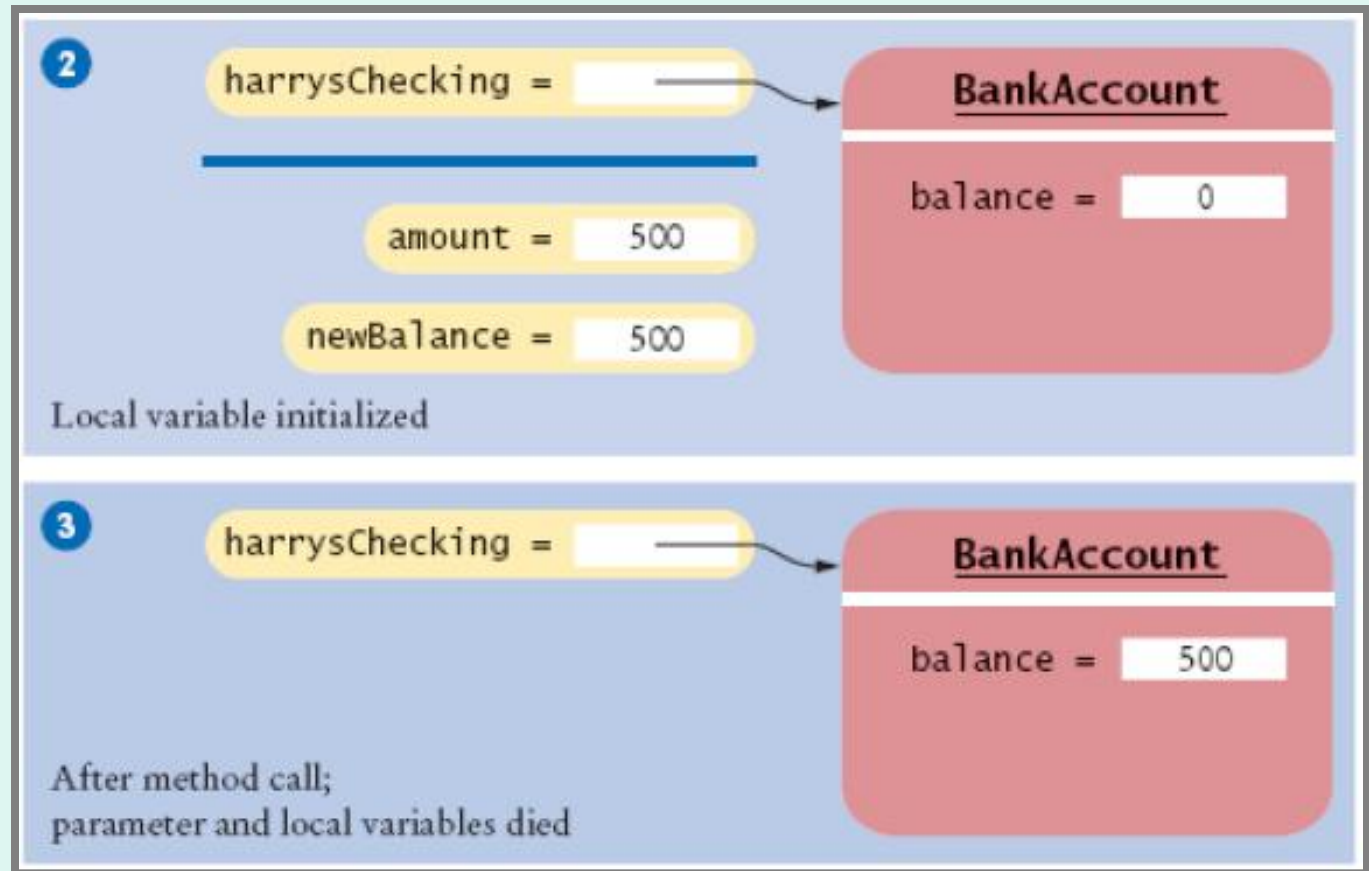 2
harrysChecking =
BankAccount
balance = 0
amount = 500
newBalance = 500
Local variable initialized
3
harrysChecking =
BankAccount
balance = 500
After method call;
parameter and local variables died